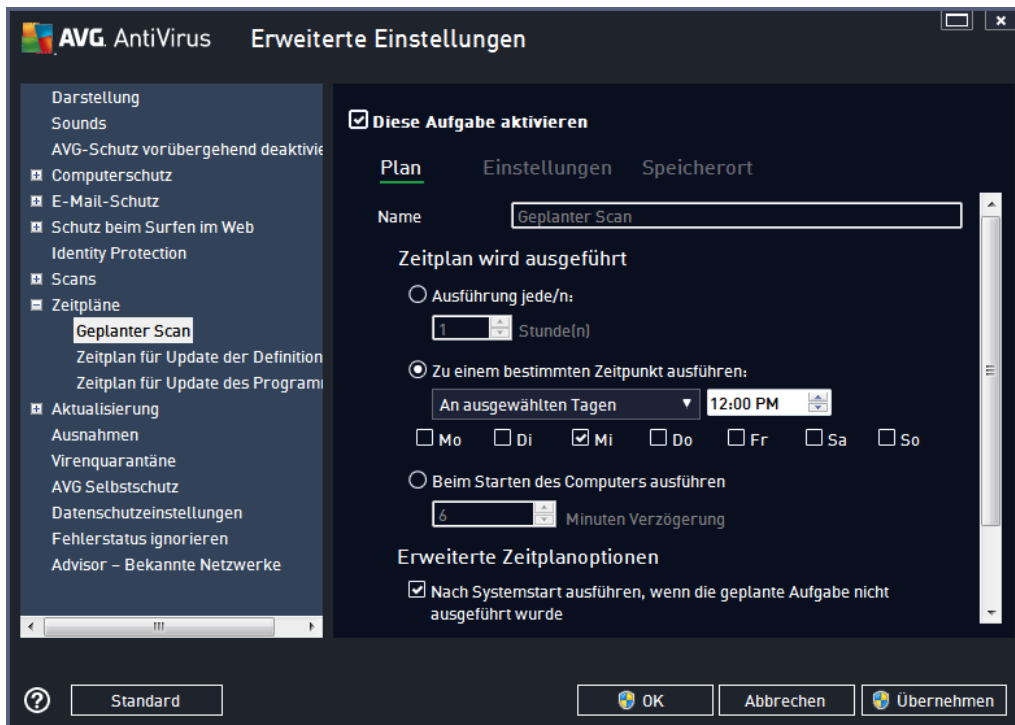 AVG. AntiVirus Erweiterte Einstellungen
Darstellung
Sounds
AVG-Schutz vorübergehend deaktivie
Computerschutz
E-Mail-Schutz
Schutz beim Surfen im Web
Identity Protection
Scans
Zeitpläne
Geplanter Scan
Zeitplan für Update der Definition
Zeitplan für Update des Program
Aktualisierung
Ausnahmen
Virenquarantäne
AVG Selbstschutz
Datenschutzeinstellungen
Fehlerstatus ignorieren
Advisor – Bekannte Netzwerke
Diese Aufgabe aktivieren
Plan Einstellungen Speicherort
Name Geplanter Scan
Zeitplan wird ausgeführt
Ausführung jede/n:
1 Stunde(n)
Zu einem bestimmten Zeitpunkt ausführen:
An ausgewählten Tagen 12:00 PM
Mo Di Mi Do Fr Sa So
Beim Starten des Computers ausführen
6 Minuten Verzögerung
Erweiterte Zeitplanoptionen
Nach Systemstart ausführen, wenn die geplante Aufgabe nicht
ausgeführt wurde
? Standard OK Abbrechen Übernehmen